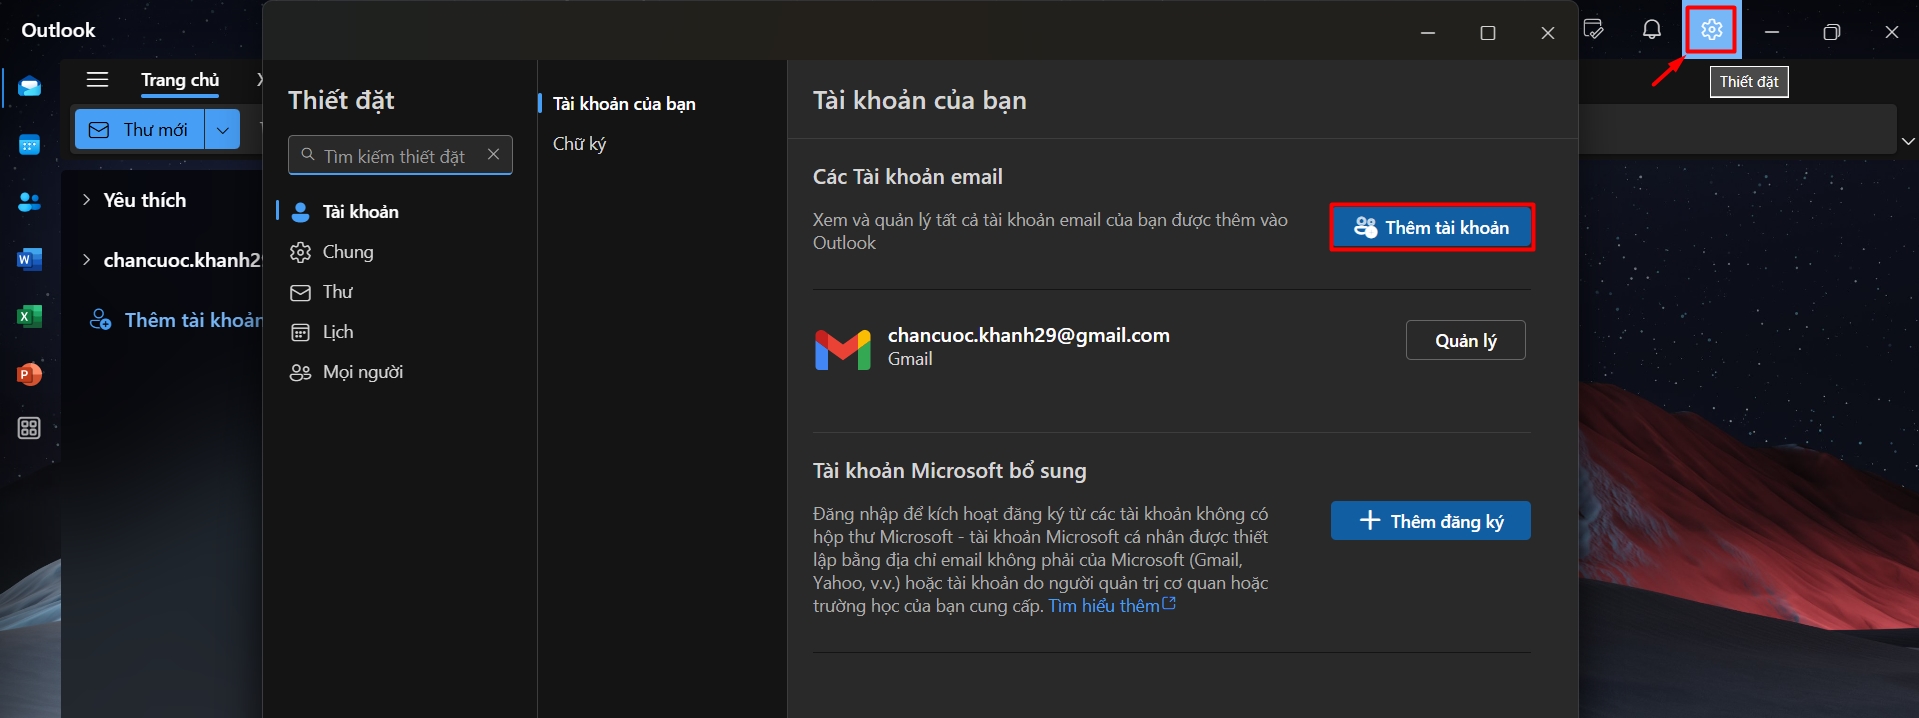 Outlook
Trang chủ
Thư mới
Yêu thích
chancuoc.khanh29
Thêm tài khoản
Thiết đặt
Tìm kiếm thiết đặt
Tài khoản
Chung
Thư
Lịch
Mọi người
Tài khoản của bạn
Chữ ký
Tài khoản của bạn
Các Tài khoản email
Xem và quản lý tất cả tài khoản email của bạn được thêm vào
Outlook
Thêm tài khoản
chancuoc.khanh29@gmail.com
Gmail
Quản lý
Tài khoản Microsoft bổ sung
Đăng nhập để kích hoạt đăng ký từ các tài khoản không có
hộp thư Microsoft - tài khoản Microsoft cá nhân được thiết
lập bằng địa chỉ email không phải của Microsoft (Gmail,
Yahoo, v.v.) hoặc tài khoản do người quản trị cơ quan hoặc
trường học của bạn cung cấp. Tìm hiểu thêm
Thêm đăng ký
Thiết đặt